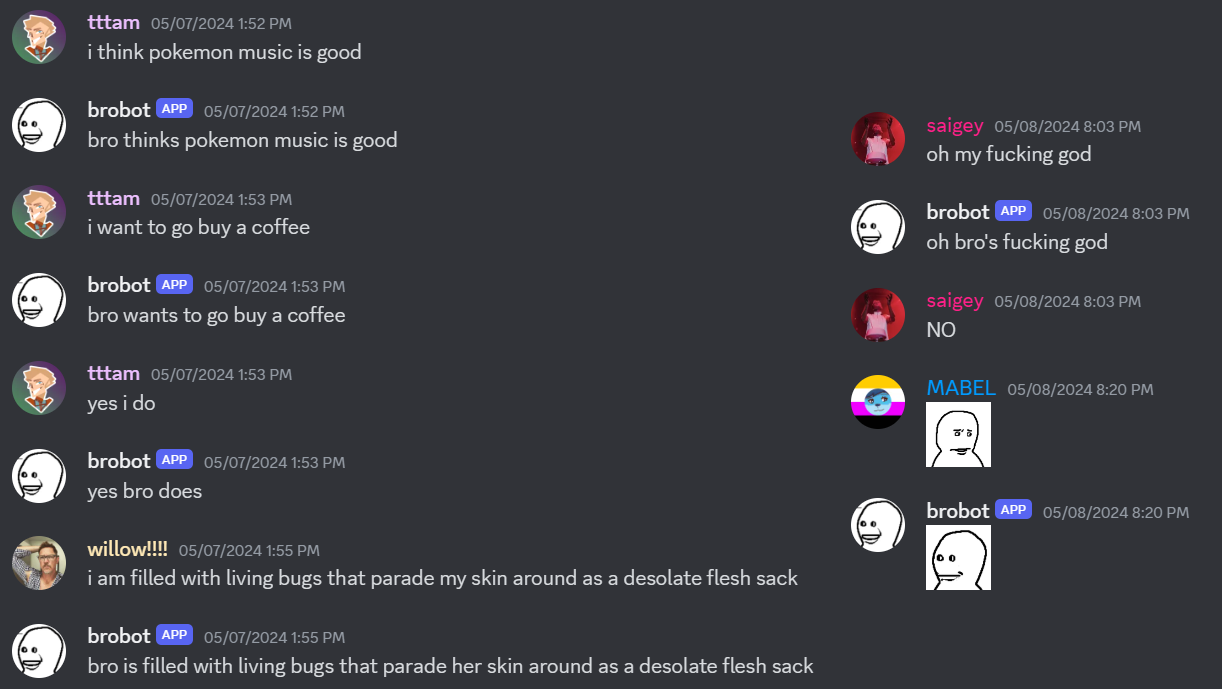 tttam 05/07/2024 1:52 PM
i think pokemon music is good
brobot APP 05/07/2024 1:52 PM
bro thinks pokemon music is good
tttam 05/07/2024 1:53 PM
i want to go buy a coffee
brobot APP 05/07/2024 1:53 PM
bro wants to go buy a coffee
tttam 05/07/2024 1:53 PM
yes i do
brobot APP 05/07/2024 1:53 PM
yes bro does
willow!!!! 05/07/2024 1:55 PM
i am filled with living bugs that parade my skin around as a desolate flesh sack
brobot APP 05/07/2024 1:55 PM
bro is filled with living bugs that parade her skin around as a desolate flesh sack
saigey 05/08/2024 8:03 PM
oh my fucking god
brobot APP 05/08/2024 8:03 PM
oh bro's fucking god
saigey 05/08/2024 8:03 PM
NO
MABEL 05/08/2024 8:20 PM
brobot APP 05/08/2024 8:20 PM